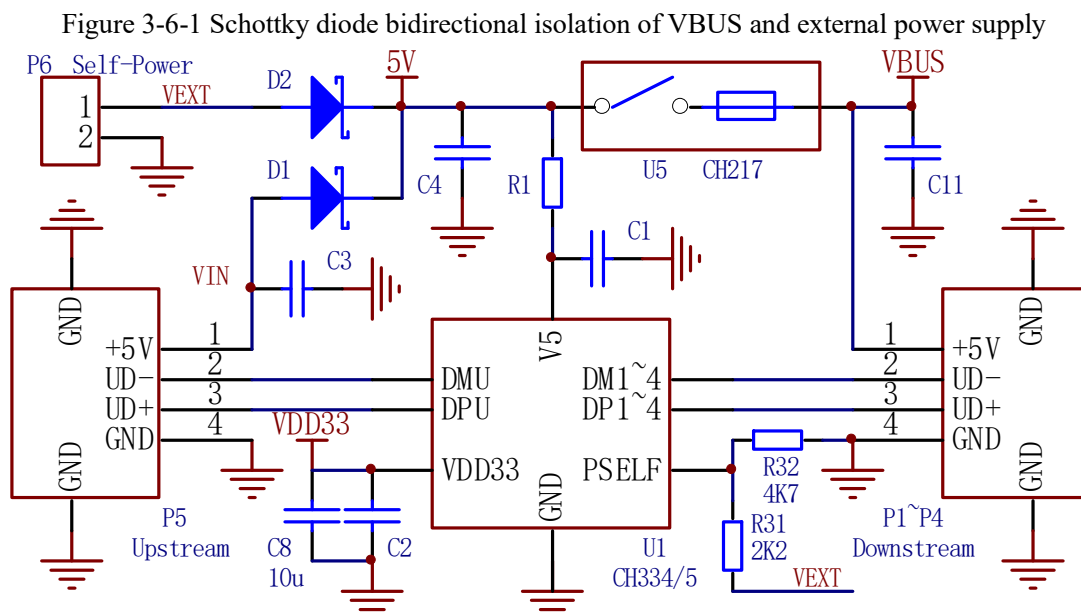 Figure 3-6-1 Schottky diode bidirectional isolation of VBUS and external power supply
P6 Self-Power
5V
VBUS
D2
VEXT
1
2
D1
C4
R1
U5
CH217
C11
C1
C3
VIN
GND
GND
V5
1
1
+5V
+5V
2
2
UD-
DMU
DM1~4
UD-
3
3
UD+
DPU
DP1~4
UD+
4
4
GND
VDD33
GND
VDD33
PSELF
R32
4K7
GND
GND
GND
P5
Upstream
C8
10u
C2
U1
CH334/5
R31
2K2
VEXT
P1~P4
Downstream